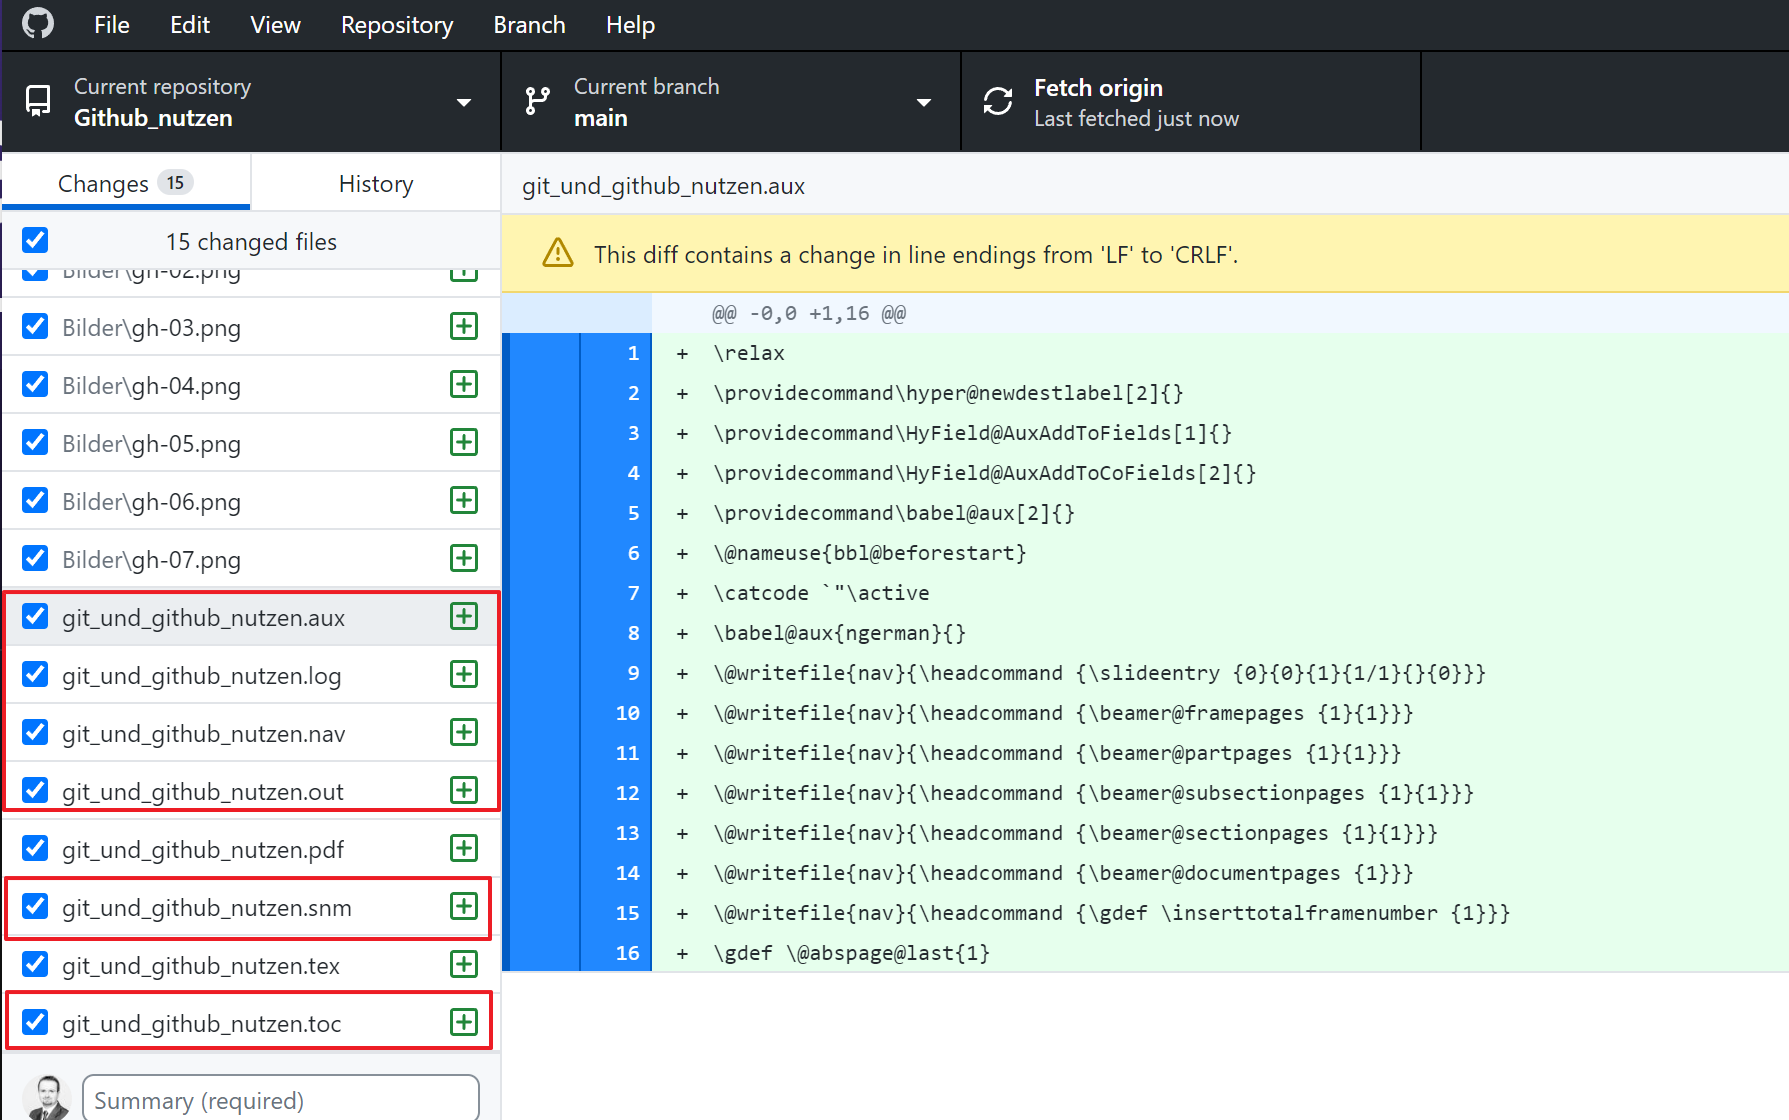 File Edit View Repository Branch Help
Current repository
Github_nutzen
Current branch
main
Fetch origin
Last fetched just now
Changes 15
History
15 changed files
Bilder\gh-02.png
Bilder\gh-03.png
Bilder\gh-04.png
Bilder\gh-05.png
Bilder\gh-06.png
Bilder\gh-07.png
git_und_github_nutzen.aux
git_und_github_nutzen.log
git_und_github_nutzen.nav
git_und_github_nutzen.out
git_und_github_nutzen.pdf
git_und_github_nutzen.snm
git_und_github_nutzen.tex
git_und_github_nutzen.toc
Summary (required)
git_und_github_nutzen.aux
This diff contains a change in line endings from 'LF' to 'CRLF'.
@@ -0,0 +1,16 @@
1 + \relax
2 + \providecommand\hyper@newdestlabel[2]{}
3 + \providecommand\HyField@AuxAddToFields[1]{}
4 + \providecommand\HyField@AuxAddToCoFields[2]{}
5 + \providecommand\babel@aux[2]{}
6 + \@nameuse{bbl@beforestart}
7 + \catcode `"\active
8 + \babel@aux{ngerman}{}
9 + \@writefile{nav}{\headcommand {\slideentry {0}{0}{1}{1/1}{}{0}}}
10 + \@writefile{nav}{\headcommand {\beamer@framepages {1}{1}}}
11 + \@writefile{nav}{\headcommand {\beamer@partpages {1}{1}}}
12 + \@writefile{nav}{\headcommand {\beamer@subsectionpages {1}{1}}}
13 + \@writefile{nav}{\headcommand {\beamer@sectionpages {1}{1}}}
14 + \@writefile{nav}{\headcommand {\beamer@documentpages {1}}}
15 + \@writefile{nav}{\headcommand {\gdef \inserttotalframenumber {1}}}
16 + \gdef \@abspage@last{1}